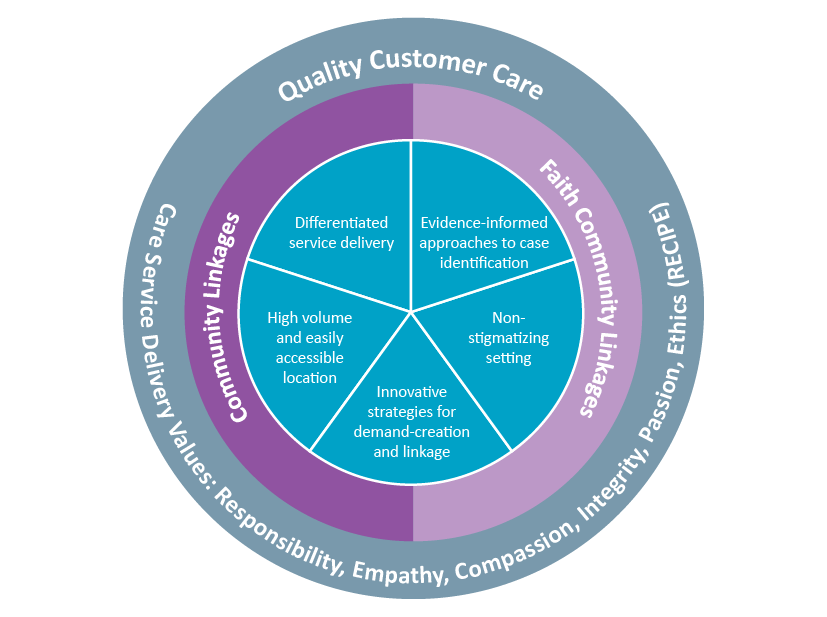 Quality Customer Care
Community Linkages
Faith Community Linkages
Differentiated
service delivery
Evidence-informed
approaches to case
identification
High volume
and easily
accessible
location
Non-
stigmatizing
setting
Innovative
strategies for
demand-creation
and linkage
Care Service Delivery Values: Responsibility, Empathy, Compassion, Integrity, Passion, Ethics (RECIPE)